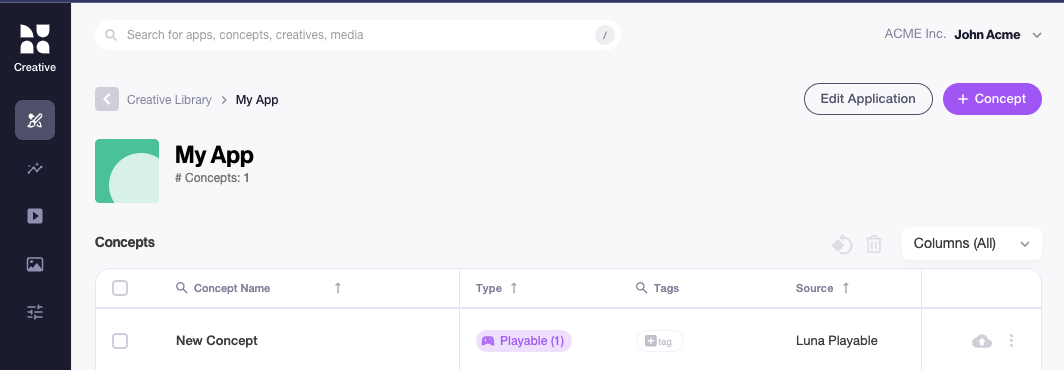 Creative
Search for apps, concepts, creatives, media /
ACME Inc. John Acme
Creative Library > My App
Edit Application
+ Concept
My App
# Concepts: 1
Concepts
Columns (All)
Concept Name ↑ Type ↑ Tags Source ↑
New Concept Playable (1) + tag Luna Playable